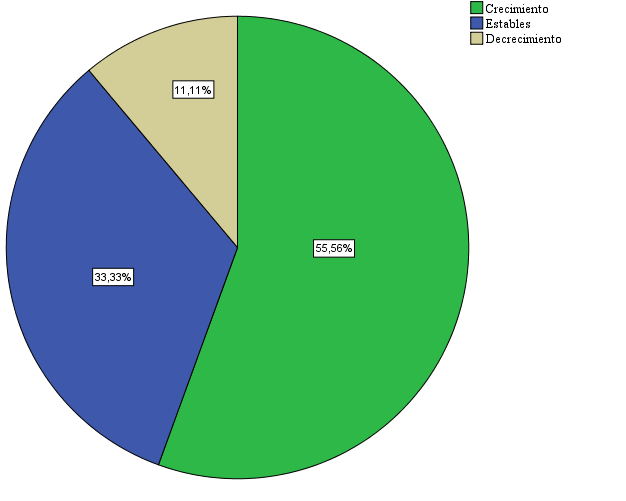 Crecimiento
Estables
Decrecimiento
11,11%
55,56%
33,33%